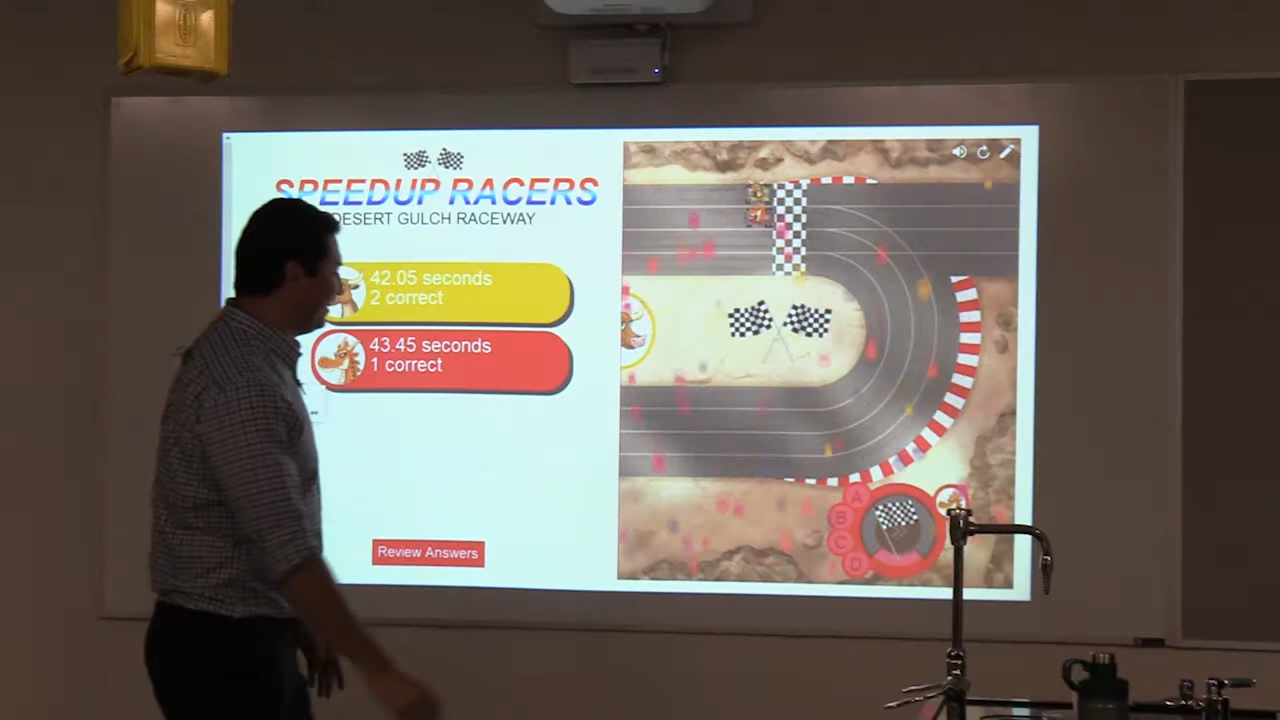 SPEEDUP RACERS
DESERT GULCH RACEWAY
42.05 seconds
2 correct
43.45 seconds
1 correct
Review Answers
A
B
C
D